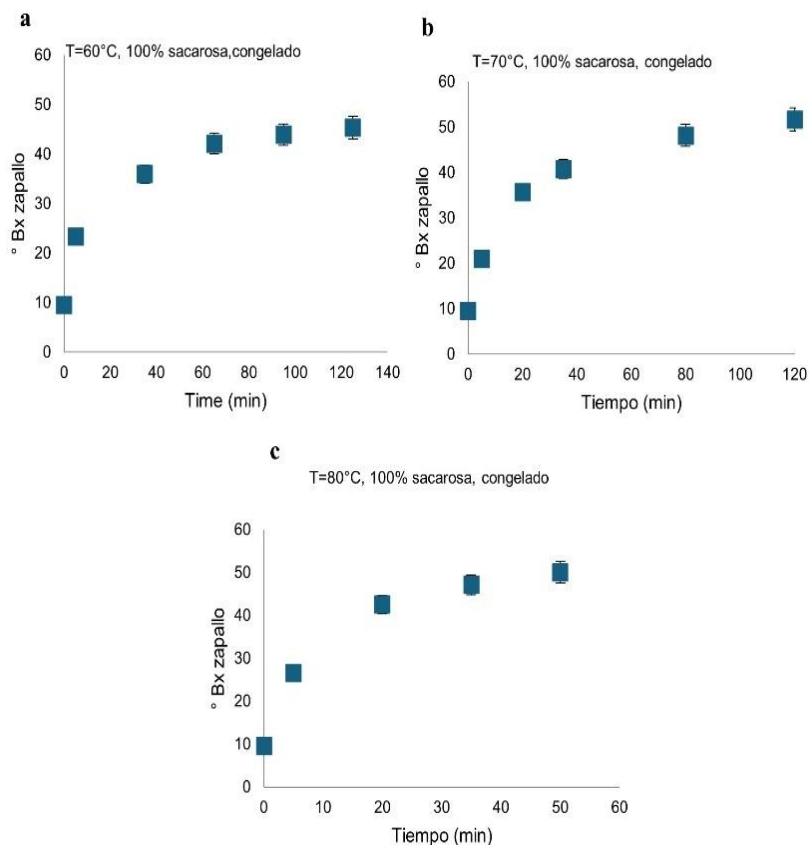 a
T=60°C, 100% sacarosa,congelado
60
50
40
30
20
10
0
° Bx zapallo
0 20 40 60 80 100 120 140
Time (min)
b
T=70°C, 100% sacarosa, congelado
60
50
40
30
20
10
0
° Bx zapallo
0 20 40 60 80 100 120
Tiempo (min)
c
T=80°C, 100% sacarosa, congelado
60
50
40
30
20
10
0
° Bx zapallo
0 10 20 30 40 50 60
Tiempo (min)